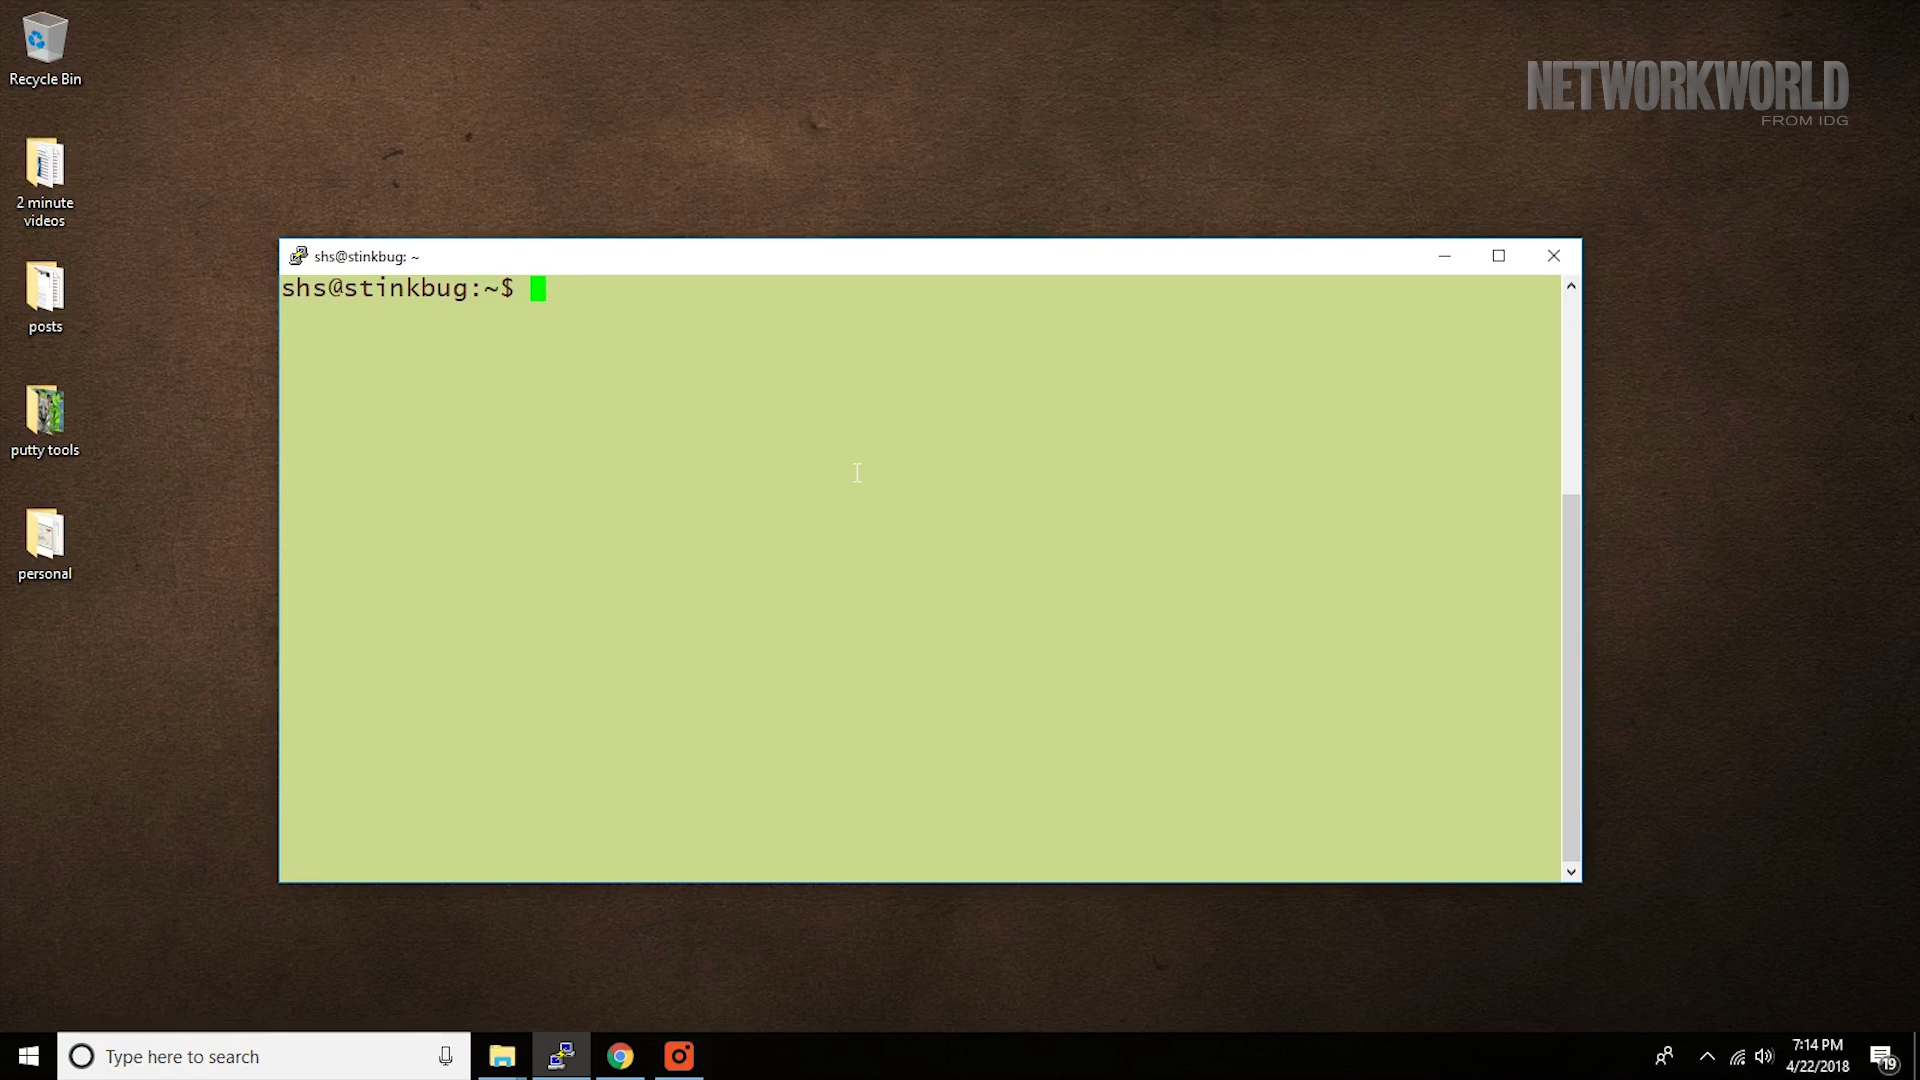 Recycle Bin
2 minute
videos
posts
putty tools
personal
NETWORKWORLD
FROM IDG
shs@stinkbug: ~
shs@stinkbug:~$
Type here to search
7:14 PM
4/22/2018
19